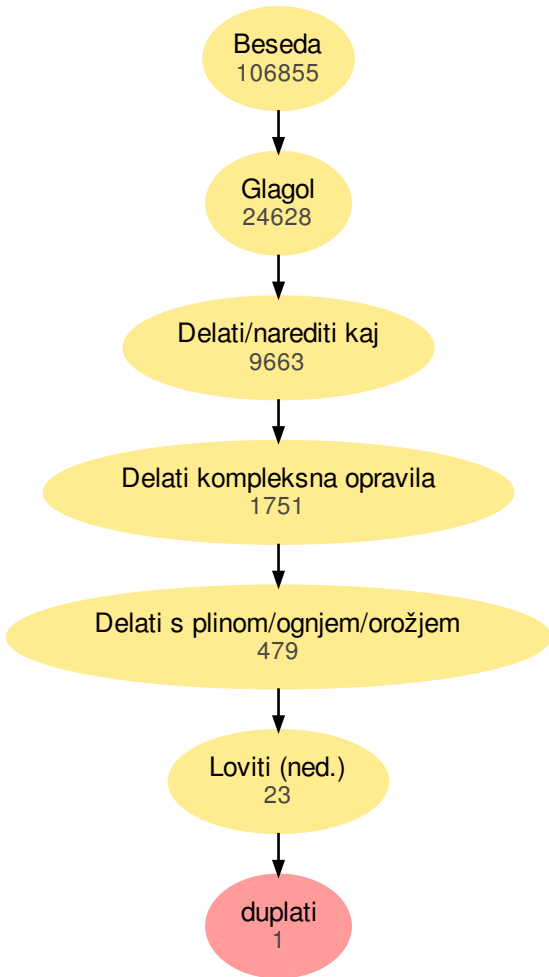 Beseda
106855
Glagol
24628
Delati/narediti kaj
9663
Delati kompleksna opravila
1751
Delati s plinom/ognjem/orožjem
479
Loviti (ned.)
23
duplati
1